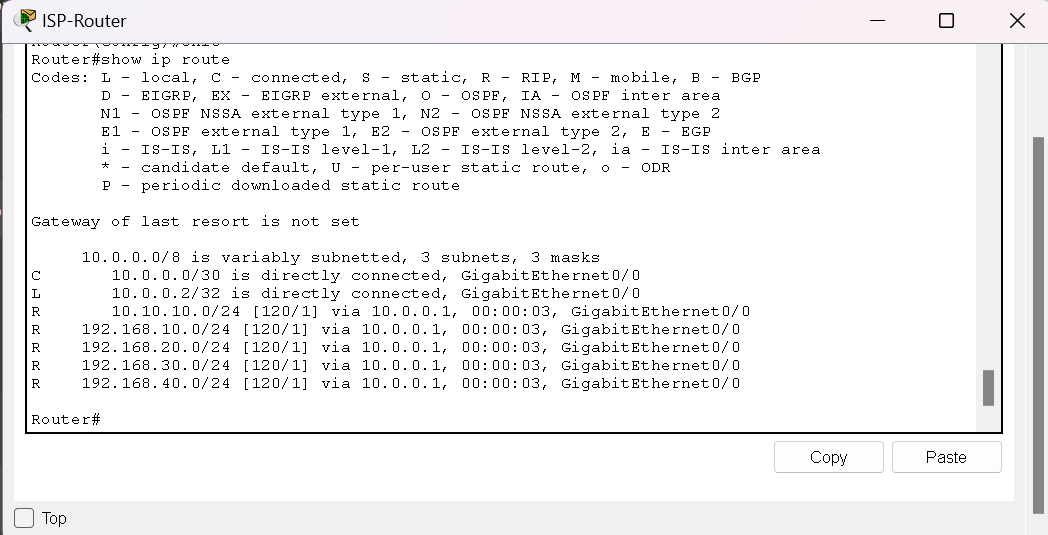 ISP-Router
Router#show ip route
Codes: L - local, C - connected, S - static, R - RIP, M - mobile, B - BGP
       D - EIGRP, EX - EIGRP external, O - OSPF, IA - OSPF inter area
       N1 - OSPF NSSA external type 1, N2 - OSPF NSSA external type 2
       E1 - OSPF external type 1, E2 - OSPF external type 2, E - EGP
       i - IS-IS, L1 - IS-IS level-1, L2 - IS-IS level-2, ia - IS-IS inter area
       * - candidate default, U - per-user static route, o - ODR
       P - periodic downloaded static route
Gateway of last resort is not set
     10.0.0.0/8 is variably subnetted, 3 subnets, 3 masks
C       10.0.0.0/30 is directly connected, GigabitEthernet0/0
L       10.0.0.2/32 is directly connected, GigabitEthernet0/0
R       10.10.10.0/24 [120/1] via 10.0.0.1, 00:00:03, GigabitEthernet0/0
R    192.168.10.0/24 [120/1] via 10.0.0.1, 00:00:03, GigabitEthernet0/0
R    192.168.20.0/24 [120/1] via 10.0.0.1, 00:00:03, GigabitEthernet0/0
R    192.168.30.0/24 [120/1] via 10.0.0.1, 00:00:03, GigabitEthernet0/0
R    192.168.40.0/24 [120/1] via 10.0.0.1, 00:00:03, GigabitEthernet0/0
Router#
Copy
Paste
Top